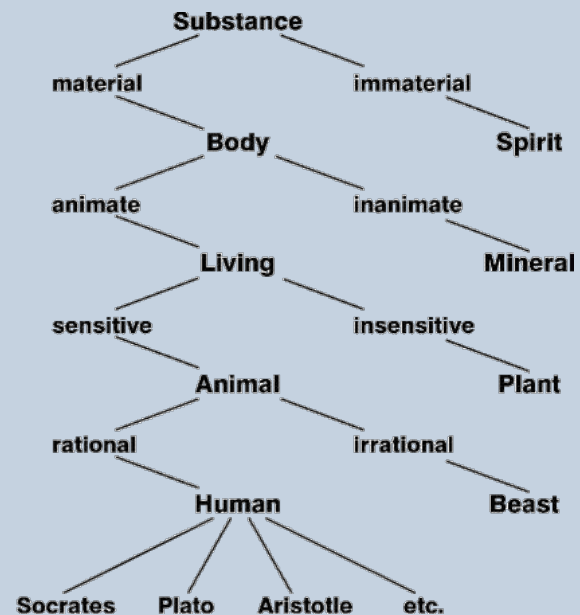 Substance
material immaterial
Body Spirit
animate inanimate
Living Mineral
sensitive insensitive
Animal Plant
rational irrational
Human Beast
Socrates Plato Aristotle etc.